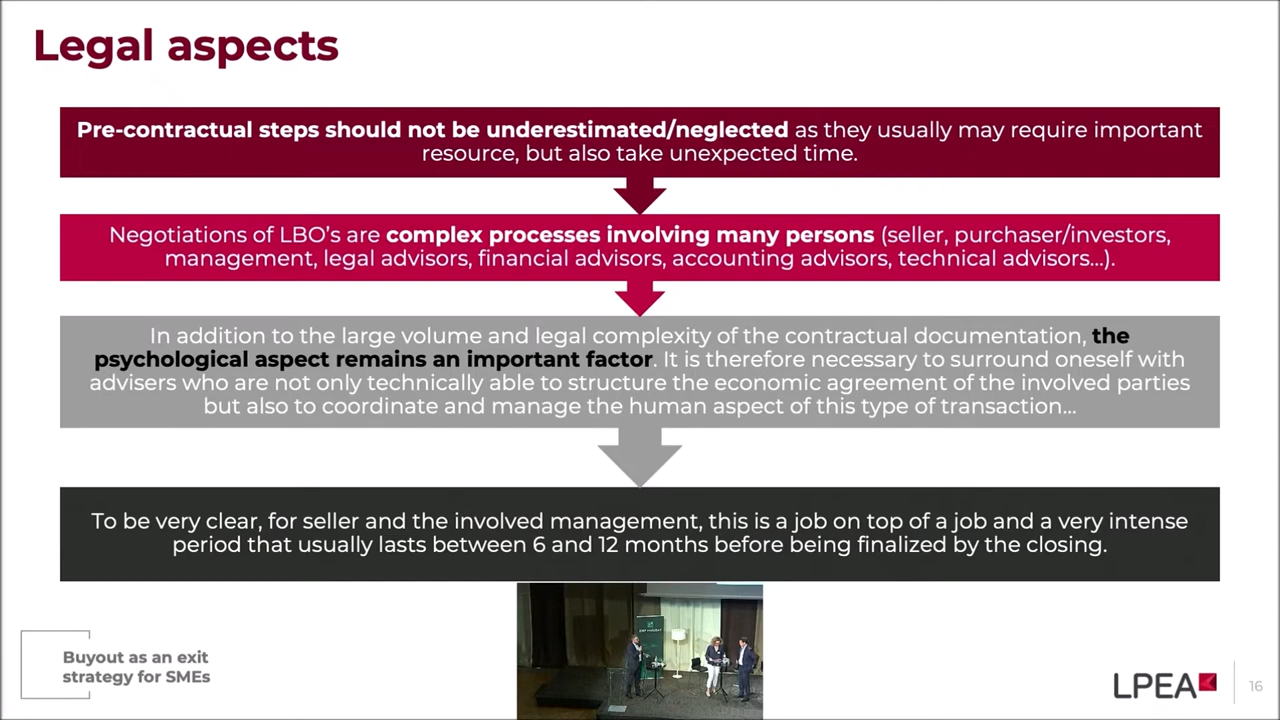 Legal aspects
Pre-contractual steps should not be underestimated/neglected as they usually may require important
resource, but also take unexpected time.
Negotiations of LBO’s are complex processes involving many persons (seller, purchaser/investors,
management, legal advisors, financial advisors, accounting advisors, technical advisors…).
In addition to the large volume and legal complexity of the contractual documentation, the
psychological aspect remains an important factor. It is therefore necessary to surround oneself with
advisers who are not only technically able to structure the economic agreement of the involved parties
but also to coordinate and manage the human aspect of this type of transaction…
To be very clear, for seller and the involved management, this is a job on top of a job and a very intense
period that usually lasts between 6 and 12 months before being finalized by the closing.
Buyout as an exit
strategy for SMEs
LPEA
16